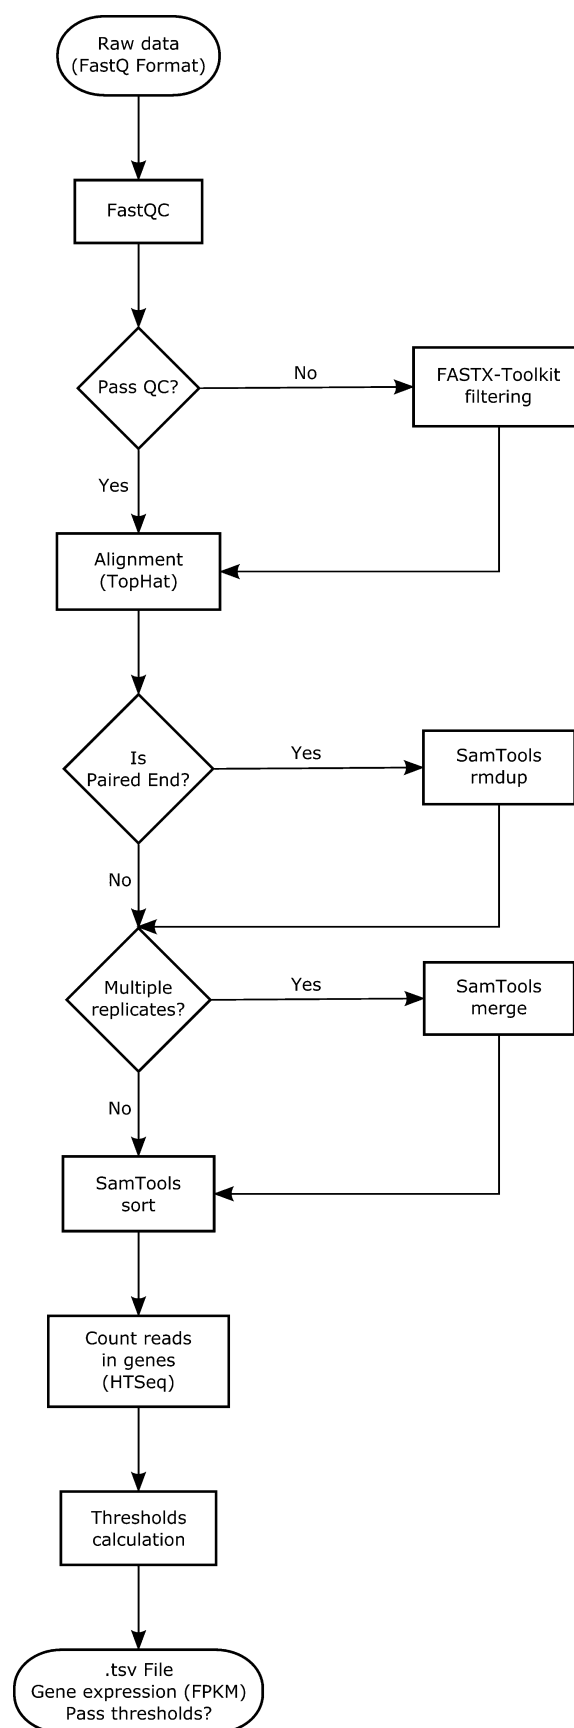 Raw data
(FastQ Format)
FastQC
Pass QC?
No
FASTX-Toolkit
filtering
Yes
Alignment
(TopHat)
Is
Paired End?
Yes
SamTools
rmdup
No
Multiple
replicates?
Yes
SamTools
merge
No
SamTools
sort
Count reads
in genes
(HTSeq)
Thresholds
calculation
.tsv File
Gene expression (FPKM)
Pass thresholds?